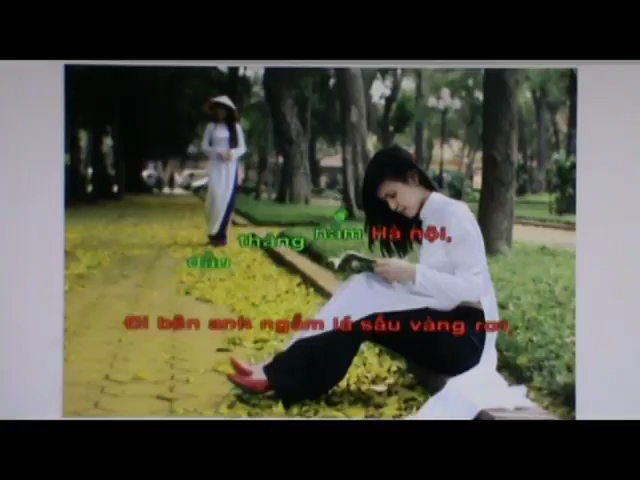 đầu tháng năm Hà nội,
Đi bên anh ngắm lá sấu vàng rơi,